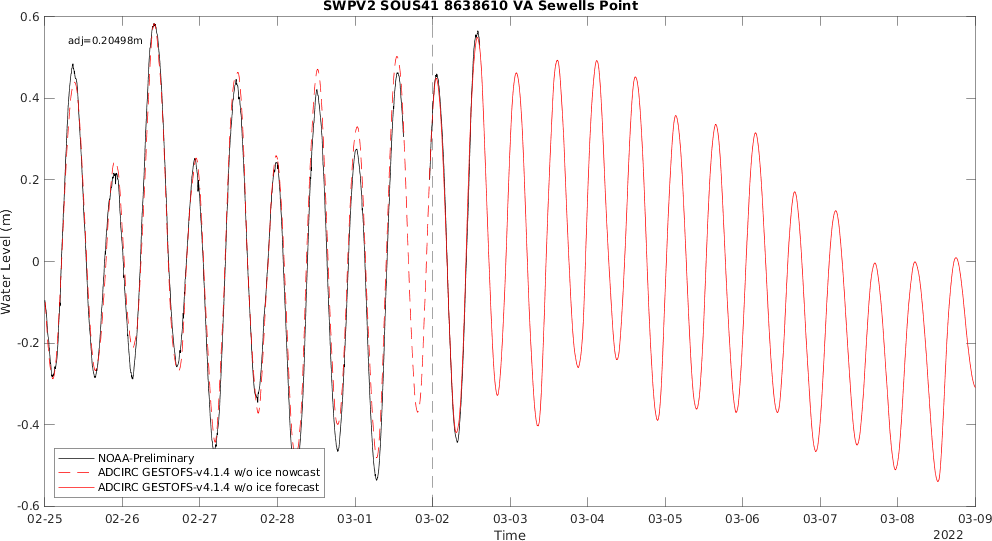 SWPV2 SOUS41 8638610 VA Sewells Point
adj=0.20498m
0.6
0.4
0.2
0
-0.2
-0.4
-0.6
Water Level (m)
NOAA-Preliminary
ADCIRC GESTOFS-v4.1.4 w/o ice nowcast
ADCIRC GESTOFS-v4.1.4 w/o ice forecast
02-25 02-26 02-27 02-28 03-01 03-02 03-03 03-04 03-05 03-06 03-07 03-08 03-09
Time
2022